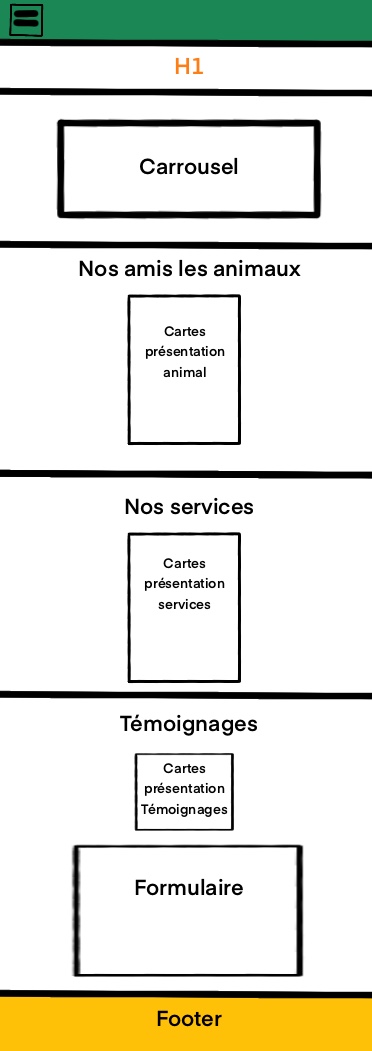 H1
Carrousel
Nos amis les animaux
Cartes
présentation
animal
Nos services
Cartes
présentation
services
Témoignages
Cartes
présentation
Témoignages
Formulaire
Footer